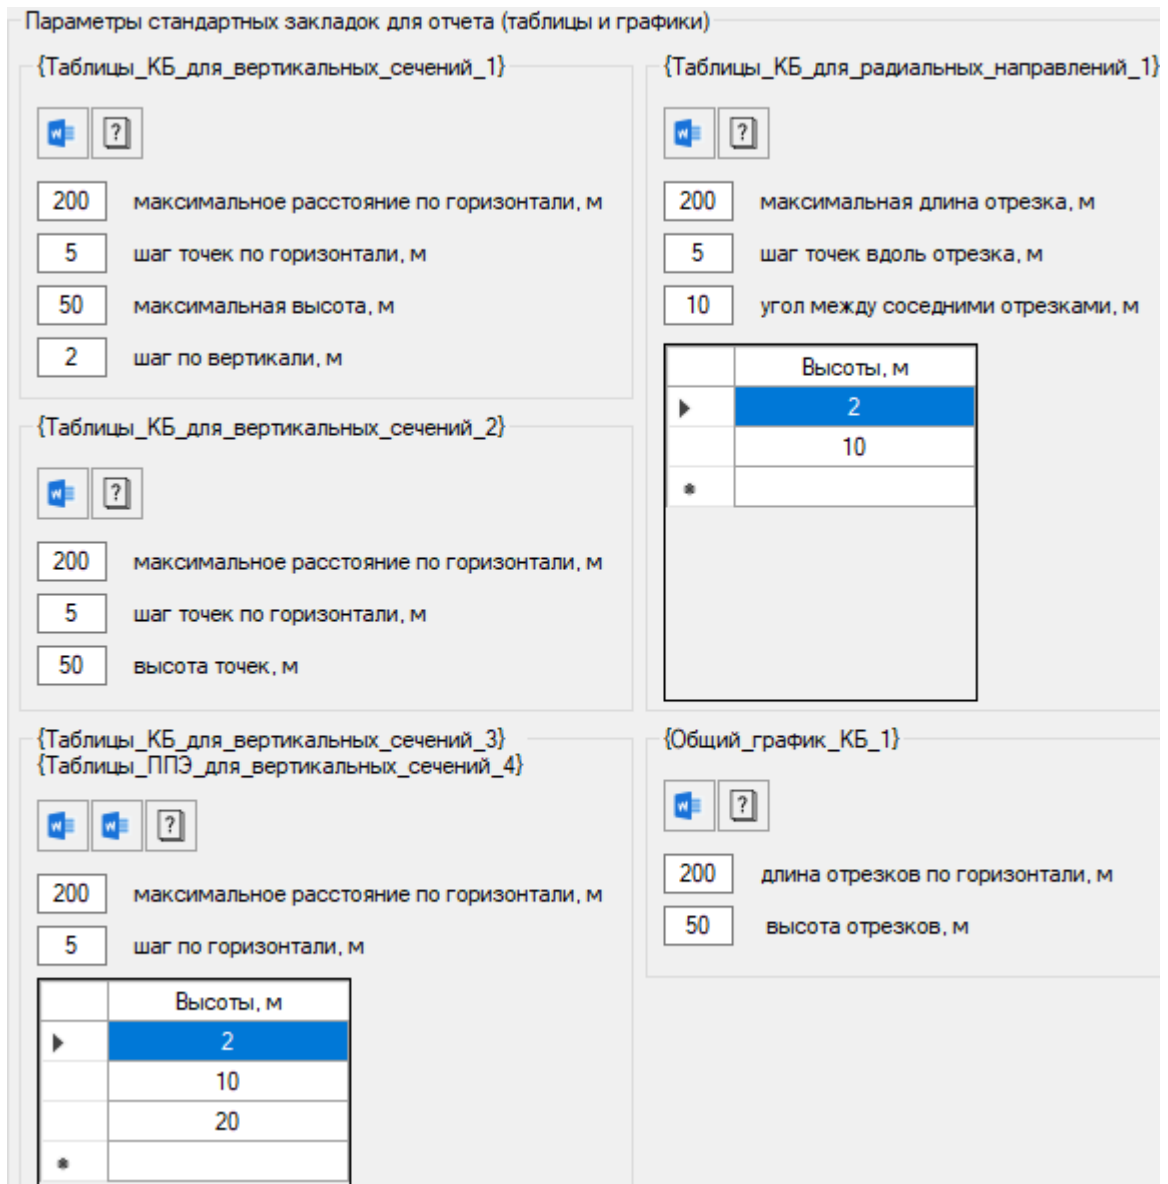 Параметры стандартных закладок для отчета (таблицы и графики)
{Таблицы_КБ_для_вертикальных_сечений_1}
200 максимальное расстояние по горизонтали, м
5 шаг точек по горизонтали, м
50 максимальная высота, м
2 шаг по вертикали, м
{Таблицы_КБ_для_вертикальных_сечений_2}
200 максимальное расстояние по горизонтали, м
5 шаг точек по горизонтали, м
50 высота точек, м
{Таблицы_КБ_для_вертикальных_сечений_3}
{Таблицы_ППЭ_для_вертикальных_сечений_4}
200 максимальное расстояние по горизонтали, м
5 шаг по горизонтали, м
Высоты, м
2
10
20
{Таблицы_КБ_для_радиальных_направлений_1}
200 максимальная длина отрезка, м
5 шаг точек вдоль отрезка, м
10 угол между соседними отрезками, м
Высоты, м
2
10
{Общий_график_КБ_1}
200 длина отрезков по горизонтали, м
50 высота отрезков, м